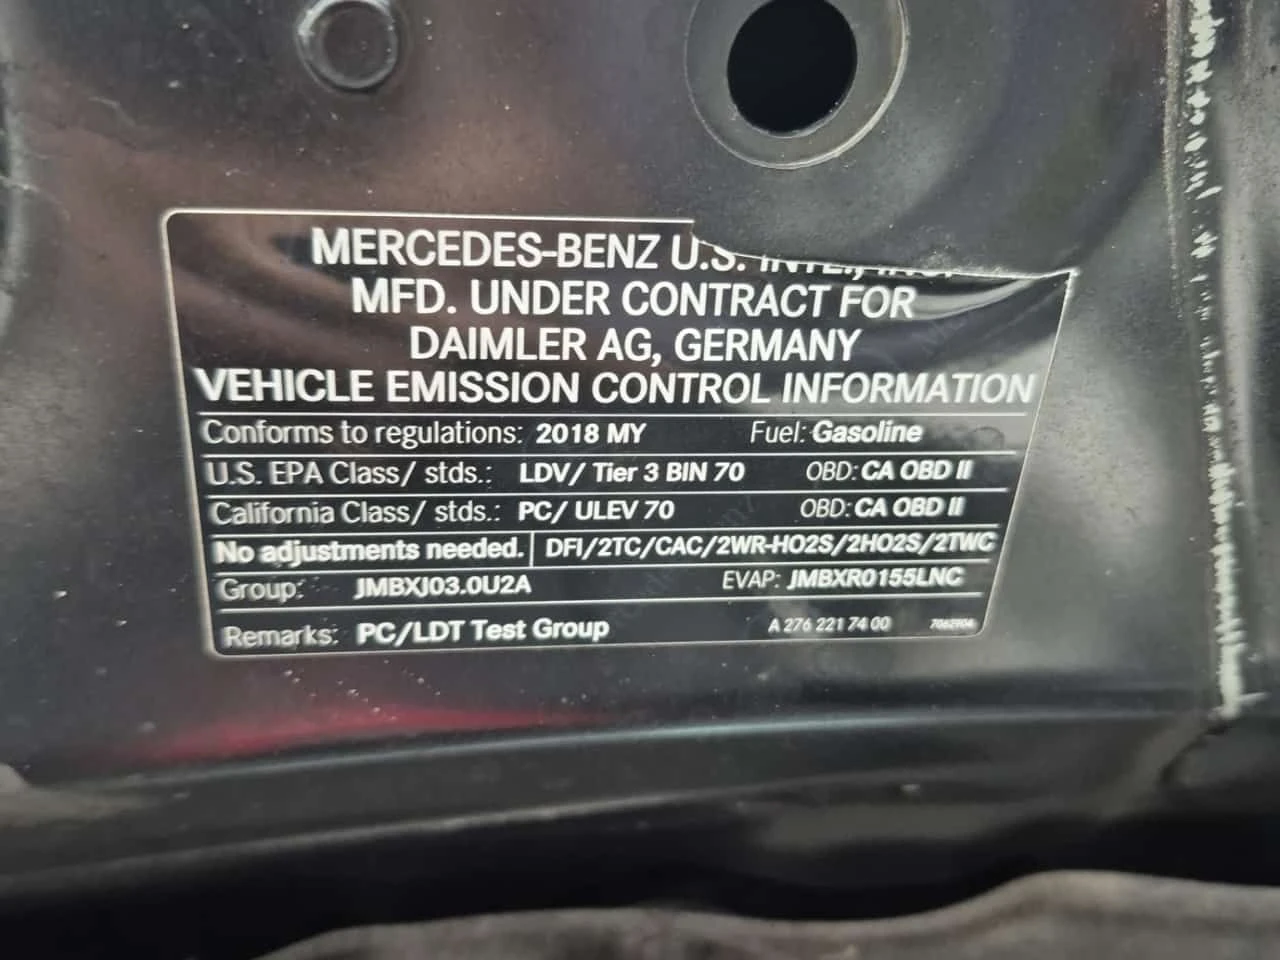 MERCEDES-BENZ U.S.
MFD. UNDER CONTRACT FOR
DAIMLER AG, GERMANY
VEHICLE EMISSION CONTROL INFORMATION
Conforms to regulations: 2018 MY Fuel: Gasoline
U.S. EPA Class/ stds.: LDV/ Tier 3 BIN 70 OBD: CA OBD II
California Class/ stds.: PC/ ULEV 70 OBD: CA OBD II
No adjustments needed. DFI/2TC/CAC/2WR-HO2S/2HO2S/2TWC
Group: JMBXJ03.0U2A EVAP: JMBXR0155LNC
Remarks: PC/LDT Test Group A 276 221 74 00